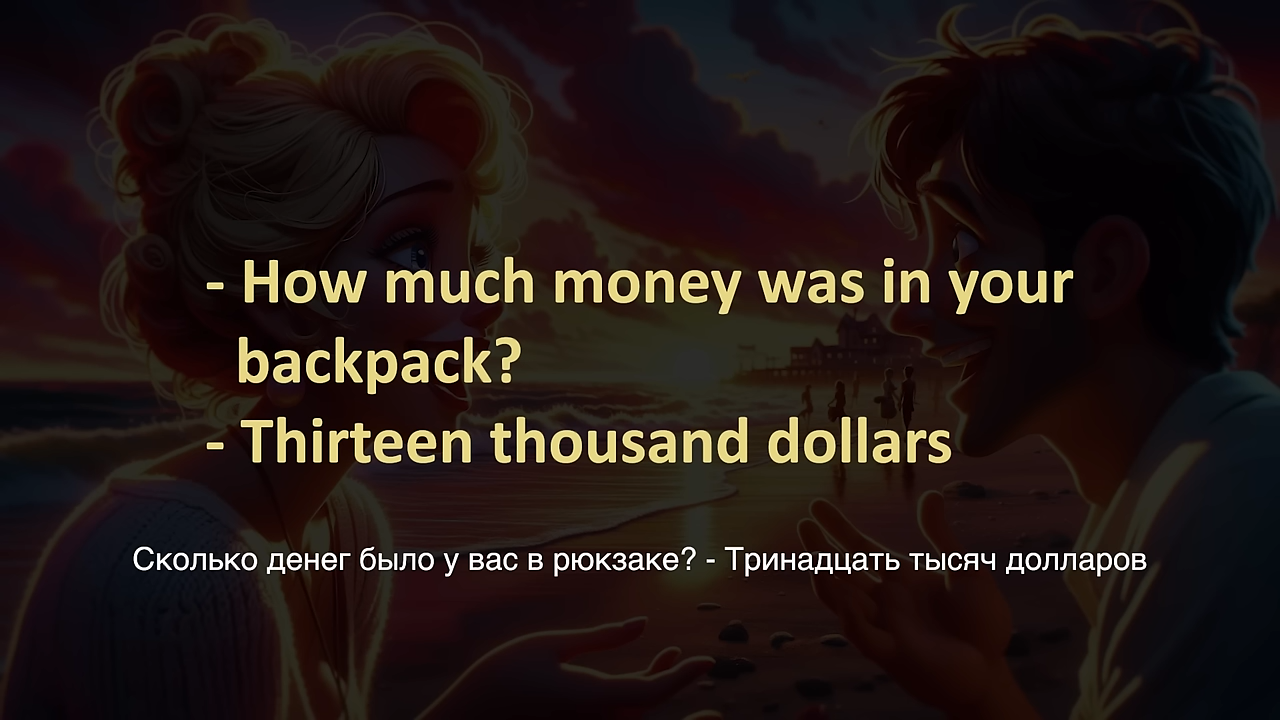 - How much money was in your
backpack?
- Thirteen thousand dollars
Сколько денег было у вас в рюкзаке? - Тринадцать тысяч долларов